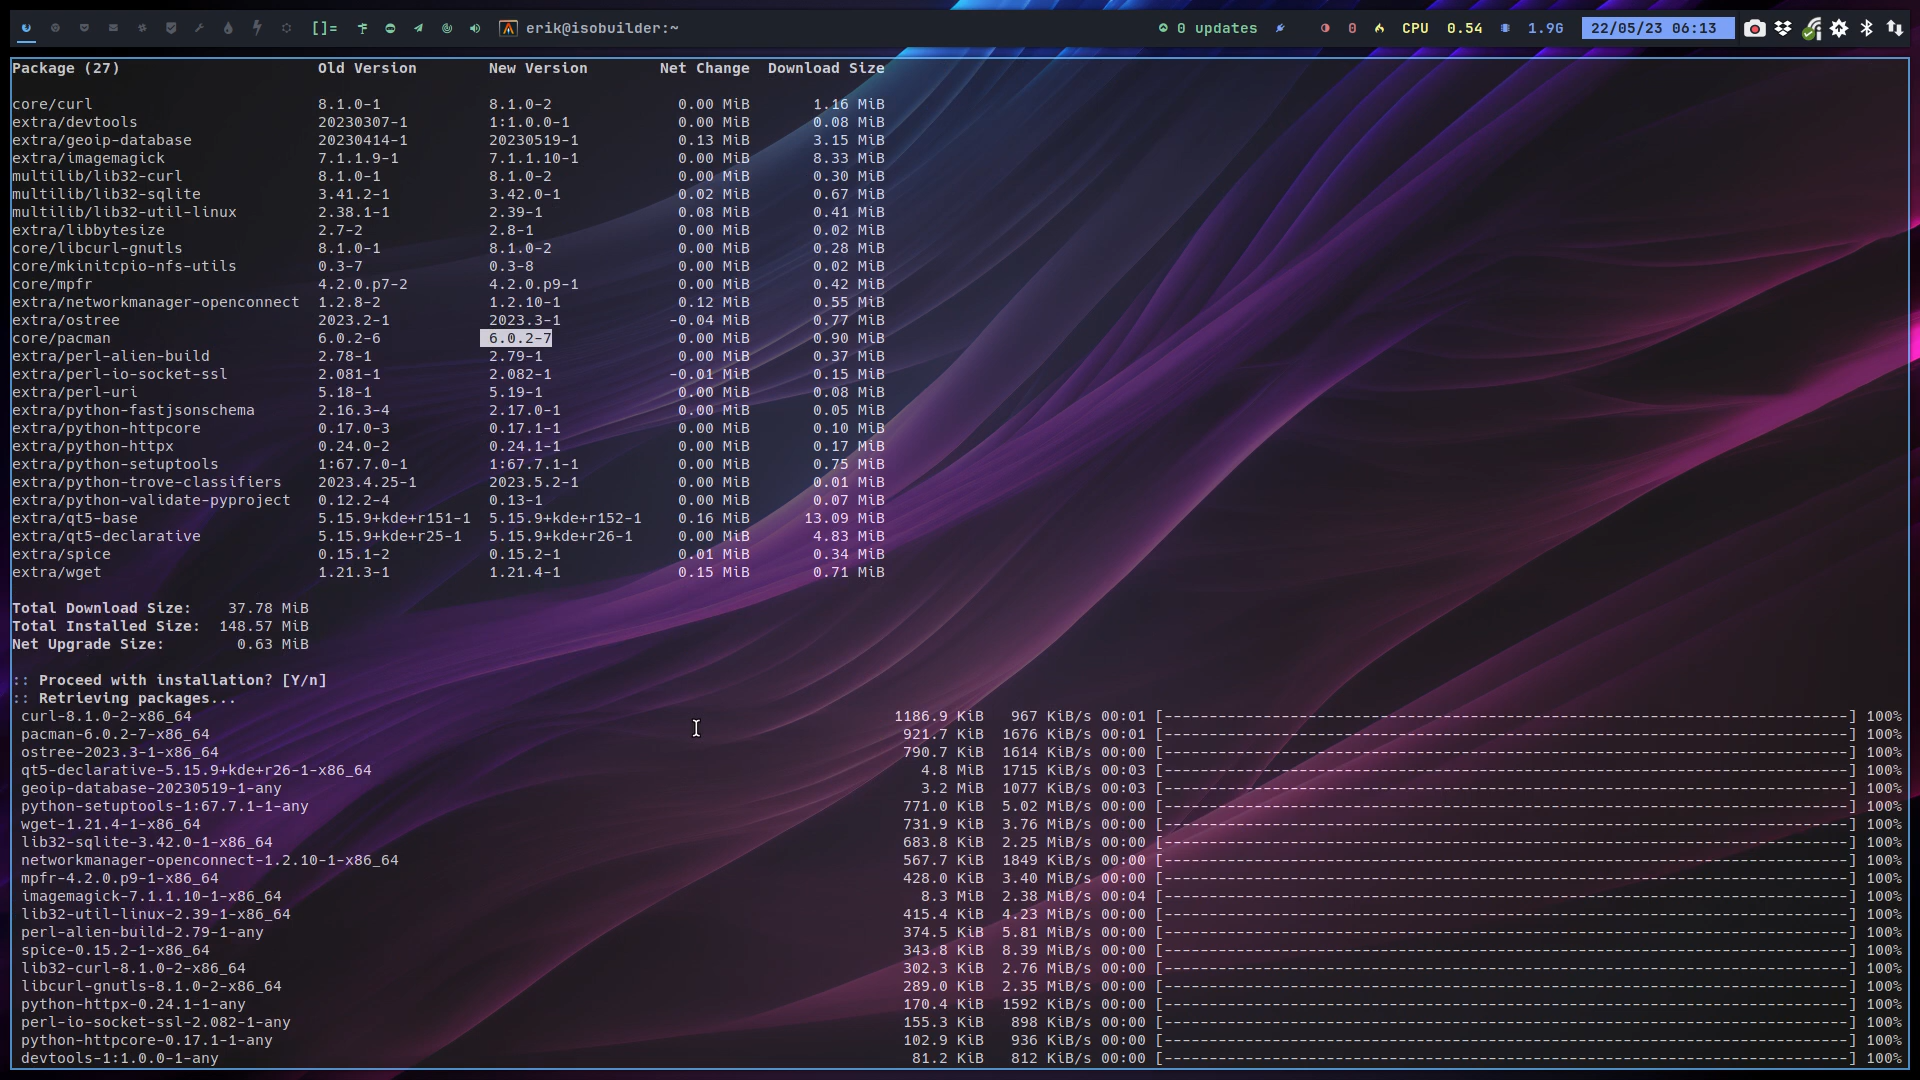 []= erik@isobuilder:~ 0 updates 0 CPU 0.54 1.9G 22/05/23 06:13
Package (27) Old Version New Version Net Change Download Size
core/curl 8.1.0-1 8.1.0-2 0.00 MiB 1.16 MiB
extra/devtools 20230307-1 1:1.0.0-1 0.00 MiB 0.08 MiB
extra/geoip-database 20230414-1 20230519-1 0.13 MiB 3.15 MiB
extra/imagemagick 7.1.1.9-1 7.1.1.10-1 0.00 MiB 8.33 MiB
multilib/lib32-curl 8.1.0-1 8.1.0-2 0.00 MiB 0.30 MiB
multilib/lib32-sqlite 3.41.2-1 3.42.0-1 0.02 MiB 0.67 MiB
multilib/lib32-util-linux 2.38.1-1 2.39-1 0.08 MiB 0.41 MiB
extra/libbytesize 2.7-2 2.8-1 0.00 MiB 0.02 MiB
core/libcurl-gnutls 8.1.0-1 8.1.0-2 0.00 MiB 0.28 MiB
core/mkinitcpio-nfs-utils 0.3-7 0.3-8 0.00 MiB 0.02 MiB
core/mpfr 4.2.0.p7-2 4.2.0.p9-1 0.00 MiB 0.42 MiB
extra/networkmanager-openconnect 1.2.8-2 1.2.10-1 0.12 MiB 0.55 MiB
extra/ostree 2023.2-1 2023.3-1 -0.04 MiB 0.77 MiB
core/pacman 6.0.2-6 6.0.2-7 0.00 MiB 0.90 MiB
extra/perl-alien-build 2.78-1 2.79-1 0.00 MiB 0.37 MiB
extra/perl-io-socket-ssl 2.081-1 2.082-1 -0.01 MiB 0.15 MiB
extra/perl-uri 5.18-1 5.19-1 0.00 MiB 0.08 MiB
extra/python-fastjsonschema 2.16.3-4 2.17.0-1 0.00 MiB 0.05 MiB
extra/python-httpcore 0.17.0-3 0.17.1-1 0.00 MiB 0.10 MiB
extra/python-httpx 0.24.0-2 0.24.1-1 0.00 MiB 0.17 MiB
extra/python-setuptools 1:67.7.0-1 1:67.7.1-1 0.00 MiB 0.75 MiB
extra/python-trove-classifiers 2023.4.25-1 2023.5.2-1 0.00 MiB 0.01 MiB
extra/python-validate-pyproject 0.12.2-4 0.13-1 0.00 MiB 0.07 MiB
extra/qt5-base 5.15.9+kde+r151-1 5.15.9+kde+r152-1 0.16 MiB 13.09 MiB
extra/qt5-declarative 5.15.9+kde+r25-1 5.15.9+kde+r26-1 0.00 MiB 4.83 MiB
extra/spice 0.15.1-2 0.15.2-1 0.01 MiB 0.34 MiB
extra/wget 1.21.3-1 1.21.4-1 0.15 MiB 0.71 MiB
Total Download Size: 37.78 MiB
Total Installed Size: 148.57 MiB
Net Upgrade Size: 0.63 MiB
:: Proceed with installation? [Y/n]
:: Retrieving packages...
curl-8.1.0-2-x86_64 1186.9 KiB 967 KiB/s 00:01 [----------] 100%
pacman-6.0.2-7-x86_64 921.7 KiB 1676 KiB/s 00:01 [----------] 100%
ostree-2023.3-1-x86_64 790.7 KiB 1614 KiB/s 00:00 [----------] 100%
qt5-declarative-5.15.9+kde+r26-1-x86_64 4.8 MiB 1715 KiB/s 00:03 [----------] 100%
geoip-database-20230519-1-any 3.2 MiB 1077 KiB/s 00:03 [----------] 100%
python-setuptools-1:67.7.1-1-any 771.0 KiB 5.02 MiB/s 00:00 [----------] 100%
wget-1.21.4-1-x86_64 731.9 KiB 3.76 MiB/s 00:00 [----------] 100%
lib32-sqlite-3.42.0-1-x86_64 683.8 KiB 2.25 MiB/s 00:00 [----------] 100%
networkmanager-openconnect-1.2.10-1-x86_64 567.7 KiB 1849 KiB/s 00:00 [----------] 100%
mpfr-4.2.0.p9-1-x86_64 428.0 KiB 3.40 MiB/s 00:00 [----------] 100%
imagemagick-7.1.1.10-1-x86_64 8.3 MiB 2.38 MiB/s 00:04 [----------] 100%
lib32-util-linux-2.39-1-x86_64 415.4 KiB 4.23 MiB/s 00:00 [----------] 100%
perl-alien-build-2.79-1-any 374.5 KiB 5.81 MiB/s 00:00 [----------] 100%
spice-0.15.2-1-x86_64 343.8 KiB 8.39 MiB/s 00:00 [----------] 100%
lib32-curl-8.1.0-2-x86_64 302.3 KiB 2.76 MiB/s 00:00 [----------] 100%
libcurl-gnutls-8.1.0-2-x86_64 289.0 KiB 2.35 MiB/s 00:00 [----------] 100%
python-httpx-0.24.1-1-any 170.4 KiB 1592 KiB/s 00:00 [----------] 100%
perl-io-socket-ssl-2.082-1-any 155.3 KiB 898 KiB/s 00:00 [----------] 100%
python-httpcore-0.17.1-1-any 102.9 KiB 936 KiB/s 00:00 [----------] 100%
devtools-1:1.0.0-1-any 81.2 KiB 812 KiB/s 00:00 [----------] 100%